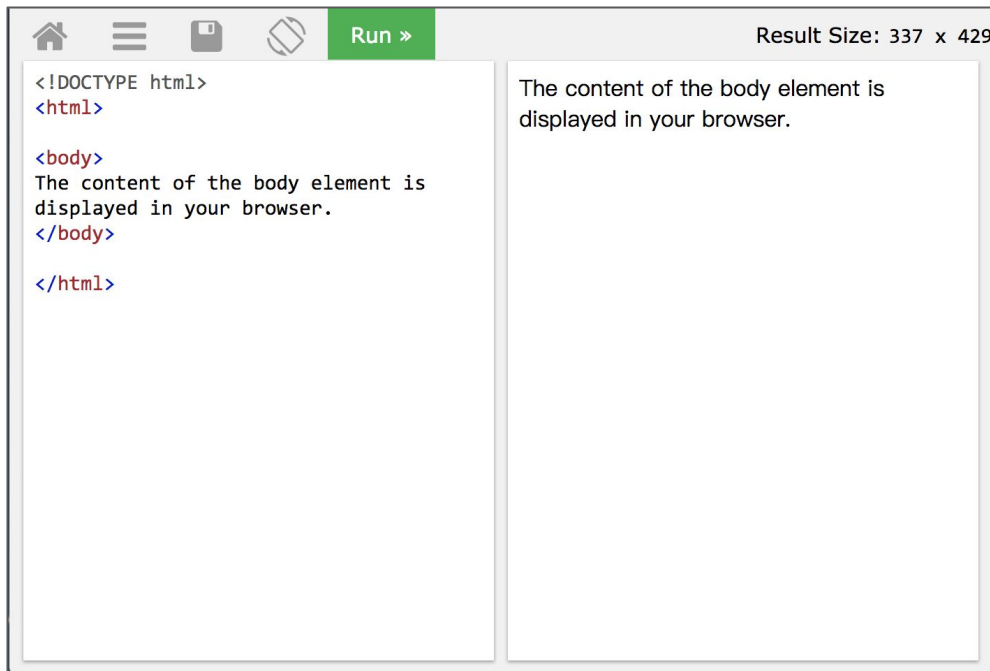 Run »
Result Size: 337 x 429
<!DOCTYPE html>
<html>
<body>
The content of the body element is
displayed in your browser.
</body>
</html>
The content of the body element is
displayed in your browser.